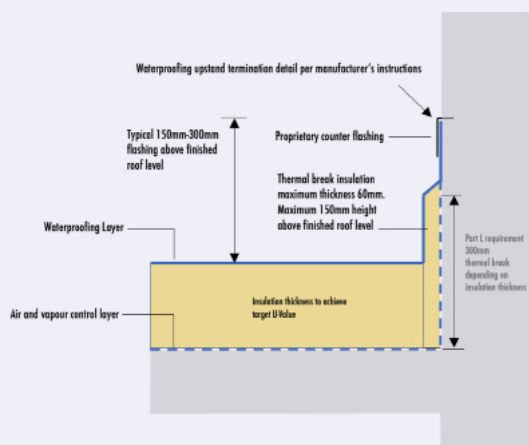 Waterproofing upstand termination detail per manufacturer's instructions
Typical 150mm-300mm
flashing above finished
roof level
Proprietary counter flashing
Thermal break insulation
maximum thickness 60mm.
Maximum 150mm height
above finished roof level
Waterproofing Layer
Part L requirement
300mm
thermal break
depending on
insulation thickness
Insulation thickness to achieve
target U-Value
Air and vapour control layer